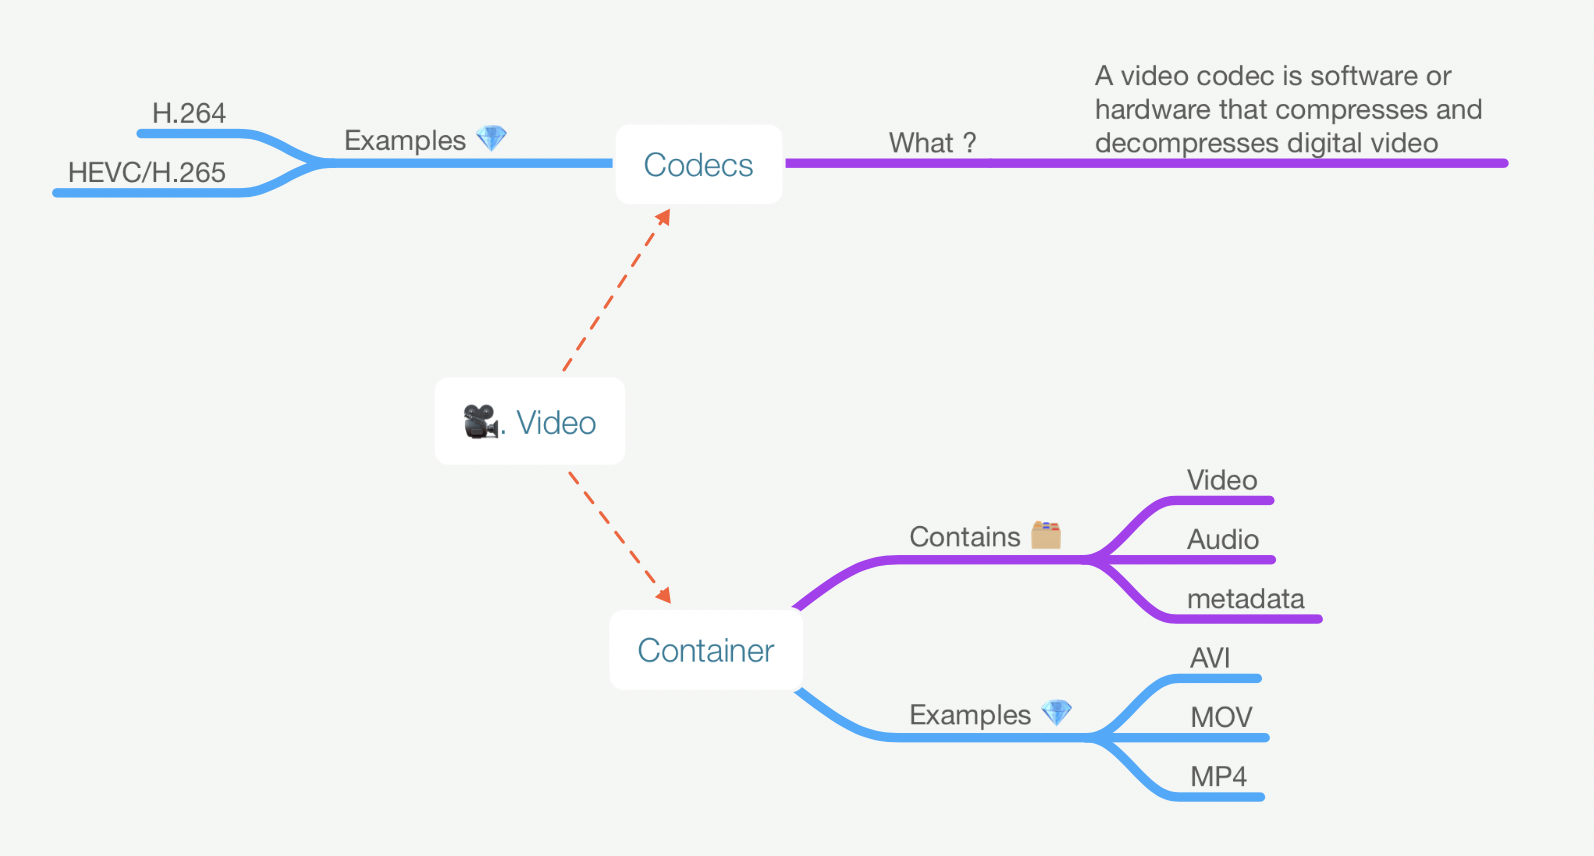 H.264
HEVC/H.265
Examples 💎
Codecs
What ?
A video codec is software or
hardware that compresses and
decompresses digital video
🎥. Video
Container
Contains 🗂️
Video
Audio
metadata
Examples 💎
AVI
MOV
MP4